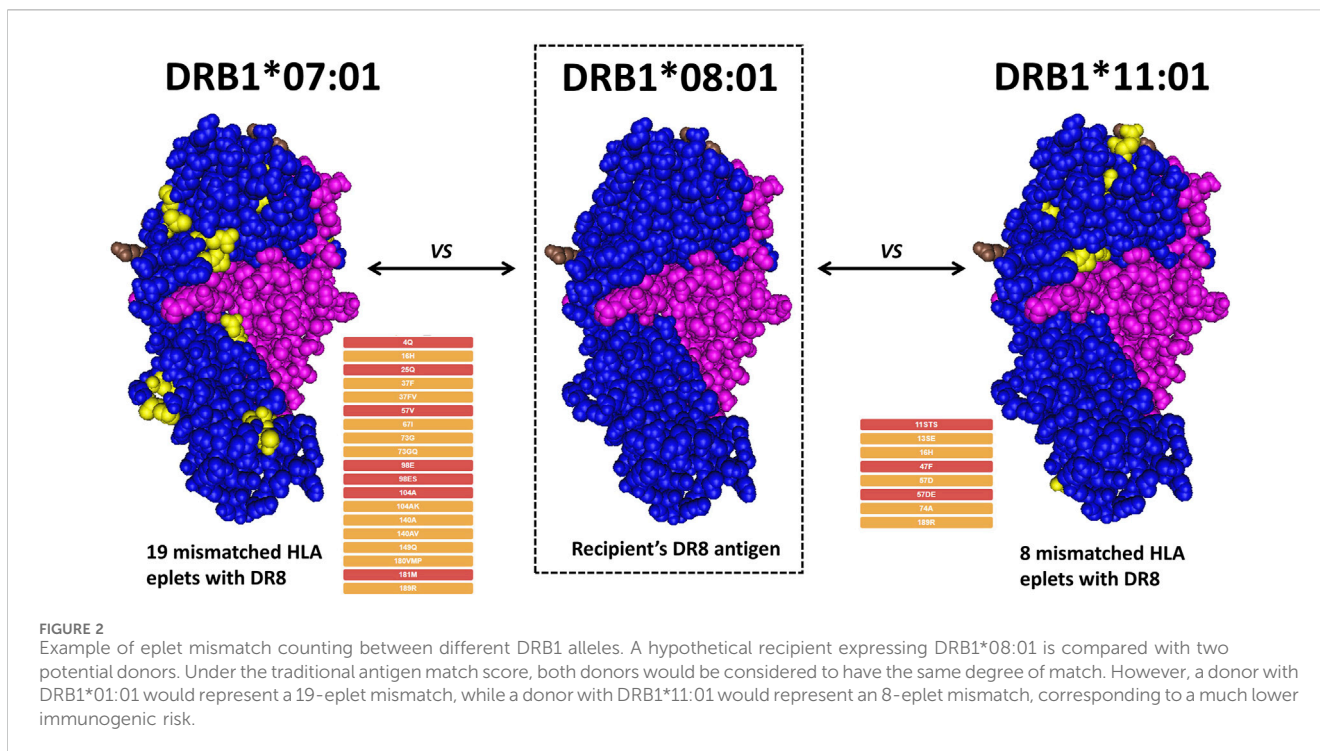 DRB1*07:01
DRB1*08:01
DRB1*11:01
VS
VS
4Q
16H
25Q
37F
37FV
57V
67I
73G
73GQ
98E
98ES
104A
104AK
140A
140AV
149Q
180VMP
181M
189R
11STS
13SE
16H
47F
57D
57DE
74A
189R
19 mismatched HLA
eplets with DR8
Recipient's DR8 antigen
8 mismatched HLA
eplets with DR8
FIGURE 2
Example of eplet mismatch counting between different DRB1 alleles. A hypothetical recipient expressing DRB1*08:01 is compared with two
potential donors. Under the traditional antigen match score, both donors would be considered to have the same degree of match. However, a donor with
DRB1*01:01 would represent a 19-eplet mismatch, while a donor with DRB1*11:01 would represent an 8-eplet mismatch, corresponding to a much lower
immunogenic risk.